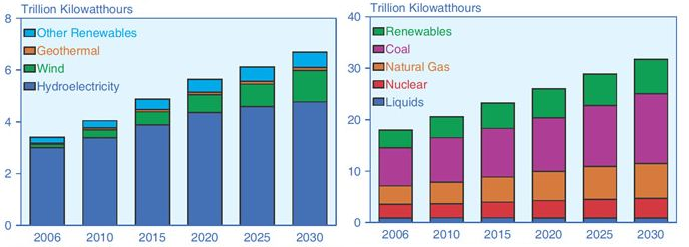 Trillion Kilowatthours
8
6
4
2
0
Other Renewables
Geothermal
Wind
Hydroelectricity
2006 2010 2015 2020 2025 2030
Trillion Kilowatthours
40
30
20
10
0
Renewables
Coal
Natural Gas
Nuclear
Liquids
2006 2010 2015 2020 2025 2030